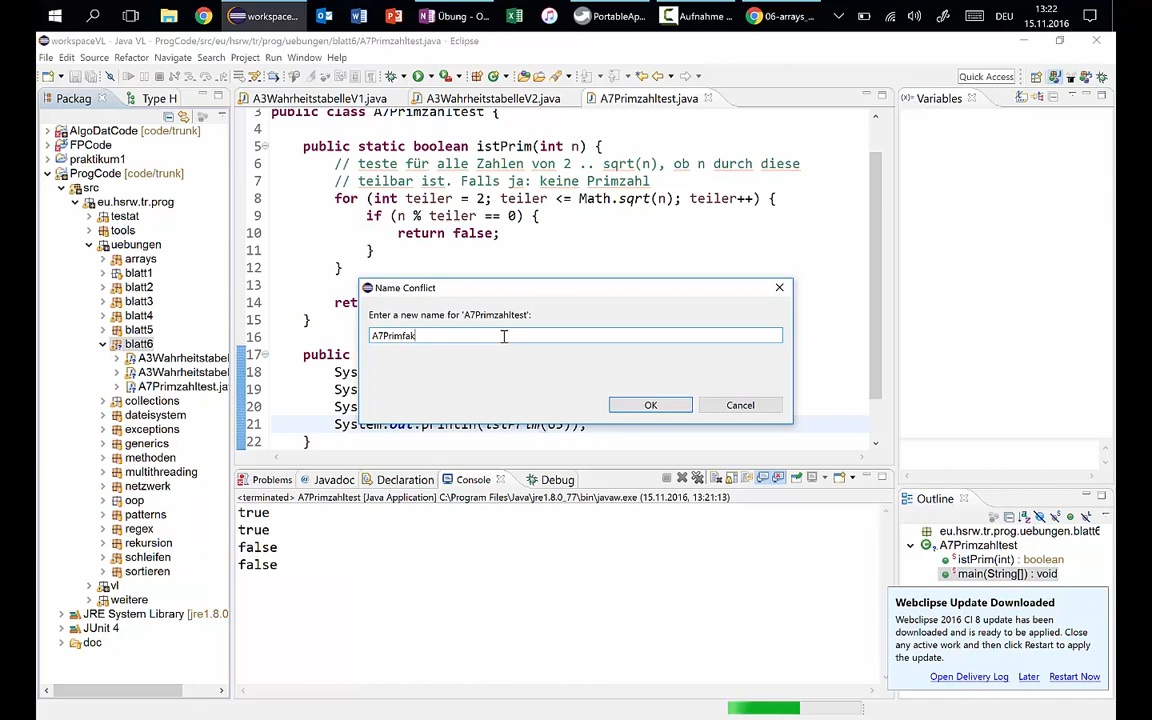 workspac...
Übung - O...
PortableAp...
Aufnahme ...
06-arrays_...
DEU
13:22
15.11.2016
workspaceVL - Java VL - ProgCode/src/eu/hsrw/tr/prog/uebungen/blatt6/A7Primzahltest.java - Eclipse
File Edit Source Refactor Navigate Search Project Run Window Help
Quick Access
Packag
Type H
A3WahrheitstabelleV1.java
A3WahrheitstabelleV2.java
A7Primzahltest.java
(x)= Variables
AlgoDatCode [code/trunk]
FPCode
praktikum1
ProgCode [code/trunk]
src
eu.hsrw.tr.prog
testat
tools
uebungen
arrays
blatt1
blatt2
blatt3
blatt4
blatt5
blatt6
A3Wahrheitstabel
A3Wahrheitstabel
A7Primzahltest.ja
collections
dateisystem
exceptions
generics
methoden
multithreading
netzwerk
oop
patterns
regex
rekursion
schleifen
sortieren
vl
weitere
JRE System Library [jre1.8.0
JUnit 4
doc
3 public class A7Primzahltest {
4
5 public static boolean istPrim(int n) {
6 // teste für alle Zahlen von 2 .. sqrt(n), ob n durch diese
7 // teilbar ist. Falls ja: keine Primzahl
8 for (int teiler = 2; teiler <= Math.sqrt(n); teiler++) {
9 if (n % teiler == 0) {
10 return false;
11 }
12 }
13
14 ret
15 }
16
17 public
18 Sys
19 Sys
20 Sys
21 System.out.println(istPrim(65));
22 }
Name Conflict
Enter a new name for 'A7Primzahltest':
A7Primfak
OK
Cancel
Problems
Javadoc
Declaration
Console
Debug
<terminated> A7Primzahltest [Java Application] C:\Program Files\Java\jre1.8.0_77\bin\javaw.exe (15.11.2016, 13:21:13)
true
true
false
false
Outline
eu.hsrw.tr.prog.uebungen.blatt6
A7Primzahltest
istPrim(int) : boolean
main(String[]) : void
Webclipse Update Downloaded
Webclipse 2016 CI 8 update has been
downloaded and is ready to be applied. Close
any active work and then click Restart to apply
the update.
Open Delivery Log
Later
Restart Now